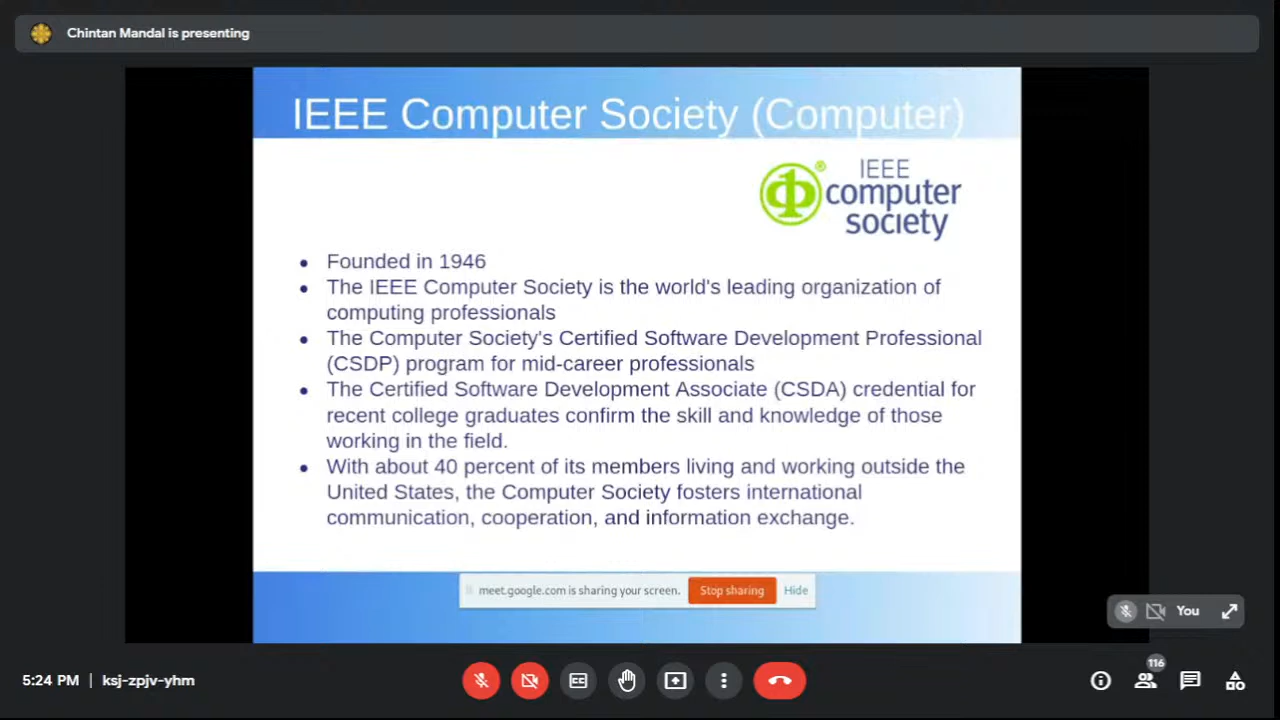 Chintan Mandal is presenting
IEEE Computer Society (Computer)
IEEE
computer
society
®
• Founded in 1946
• The IEEE Computer Society is the world's leading organization of
computing professionals
• The Computer Society's Certified Software Development Professional
(CSDP) program for mid-career professionals
• The Certified Software Development Associate (CSDA) credential for
recent college graduates confirm the skill and knowledge of those
working in the field.
• With about 40 percent of its members living and working outside the
United States, the Computer Society fosters international
communication, cooperation, and information exchange.
meet.google.com is sharing your screen. Stop sharing Hide
You
5:24 PM | ksj-zpjv-yhm
CC
116